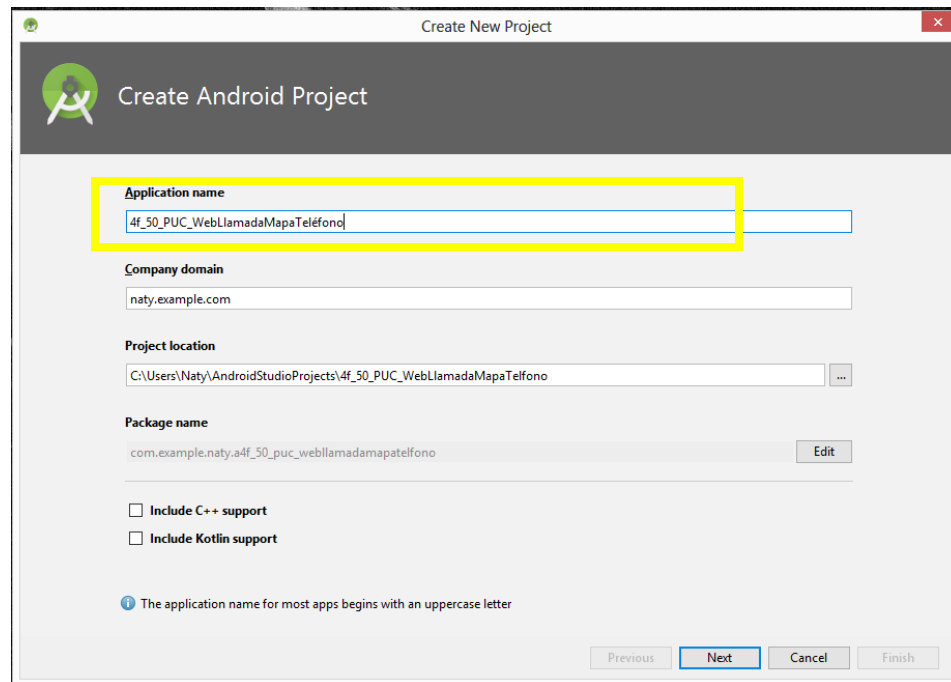 Create New Project
Create Android Project
Application name
4f_50_PUC_WebLlamadaMapaTeléfono
Company domain
naty.example.com
Project location
C:\Users\Naty\AndroidStudioProjects\4f_50_PUC_WebLlamadaMapaTelfono
...
Package name
com.example.naty.a4f_50_puc_webllamadamapatelfono
Edit
Include C++ support
Include Kotlin support
The application name for most apps begins with an uppercase letter
Previous Next Cancel Finish